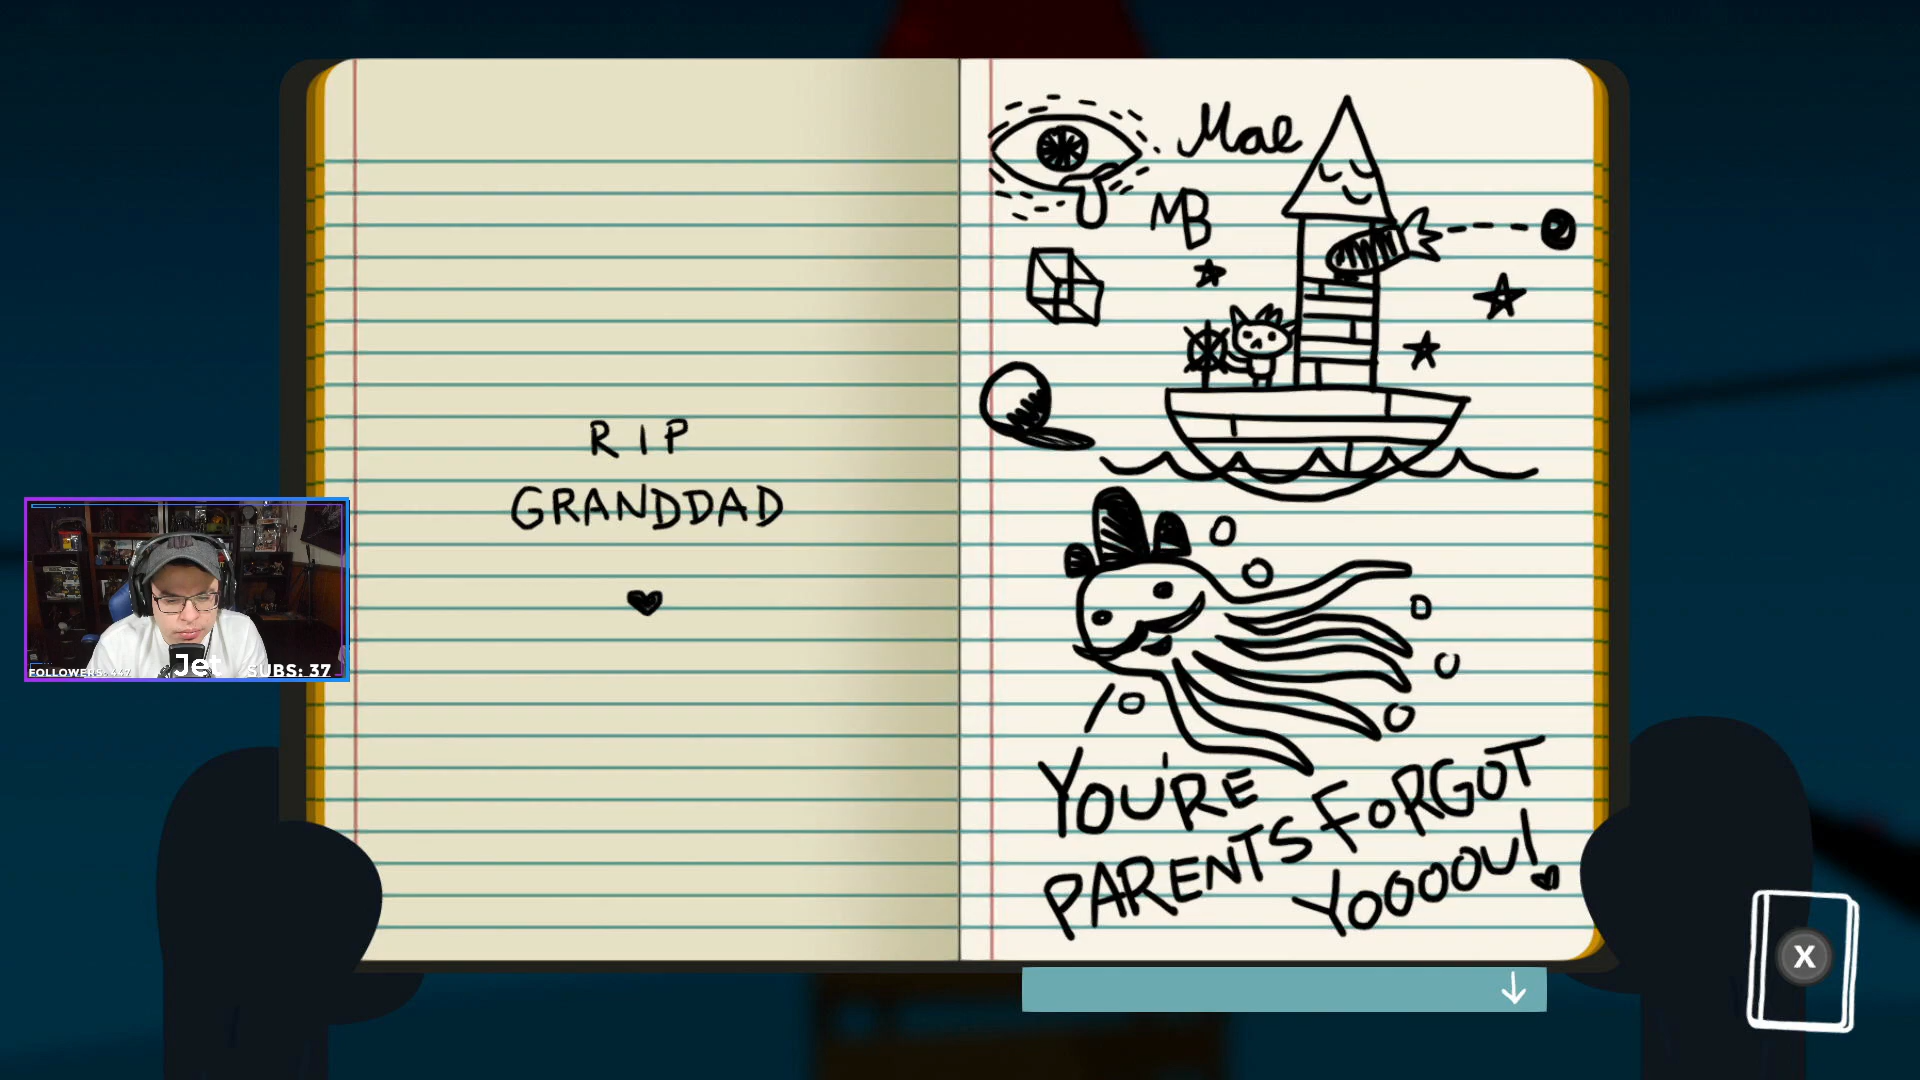 RIP
GRANDDAD
Mae
MB
YOU'RE
PARENTS FORGOT
YOOOOU!
Jet
SUBS: 37
X